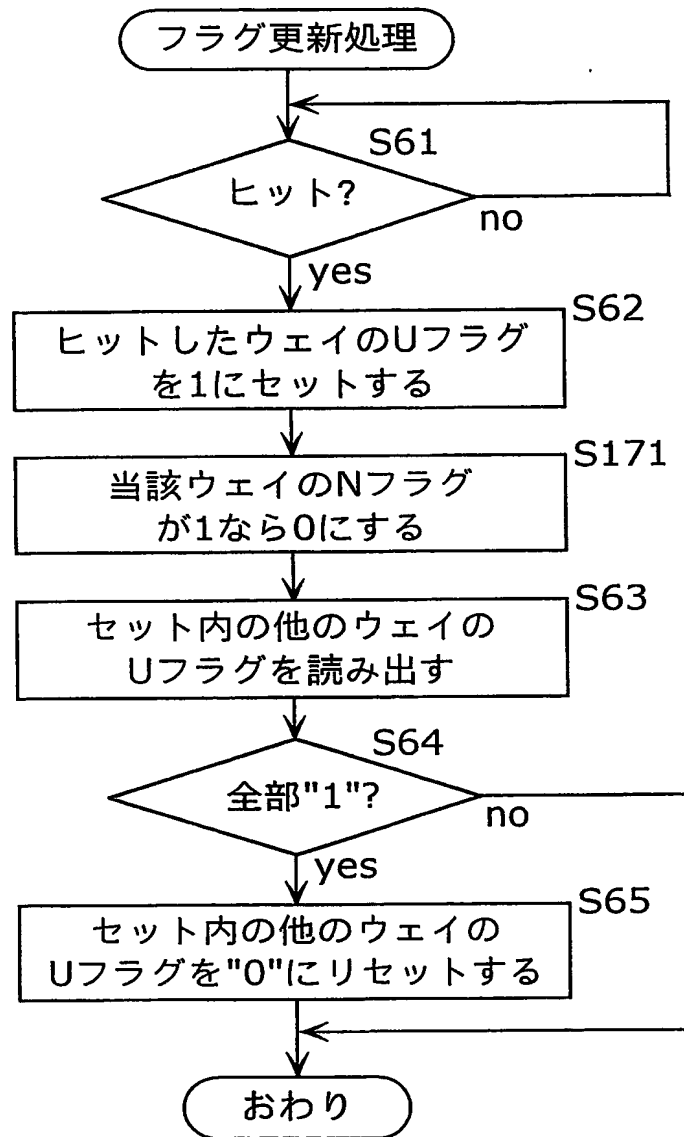 フラグ更新処理
S61
ヒット?
no
yes
S62
ヒットしたウェイのUフラグ
を1にセットする
S171
当該ウェイのNフラグ
が1なら0にする
S63
セット内の他のウェイの
Uフラグを読み出す
S64
全部"1"?
no
yes
S65
セット内の他のウェイの
Uフラグを"0"にリセットする
おわり